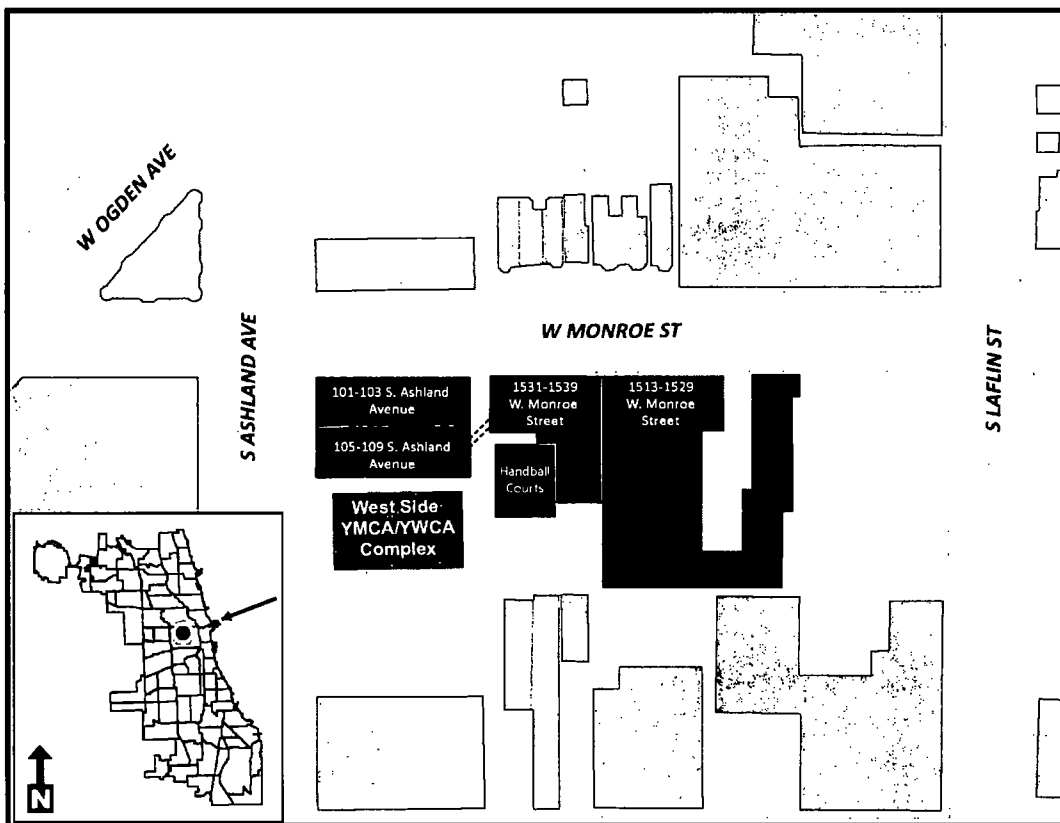 W OGDEN AVE
S ASHLAND AVE
W MONROE ST
S LAFLIN ST
101-103 S. Ashland
Avenue
105-109 S. Ashland
Avenue
1531-1539
W. Monroe
Street
1513-1529
W. Monroe
Street
Handball
Courts
West Side
YMCA/YWCA
Complex
N